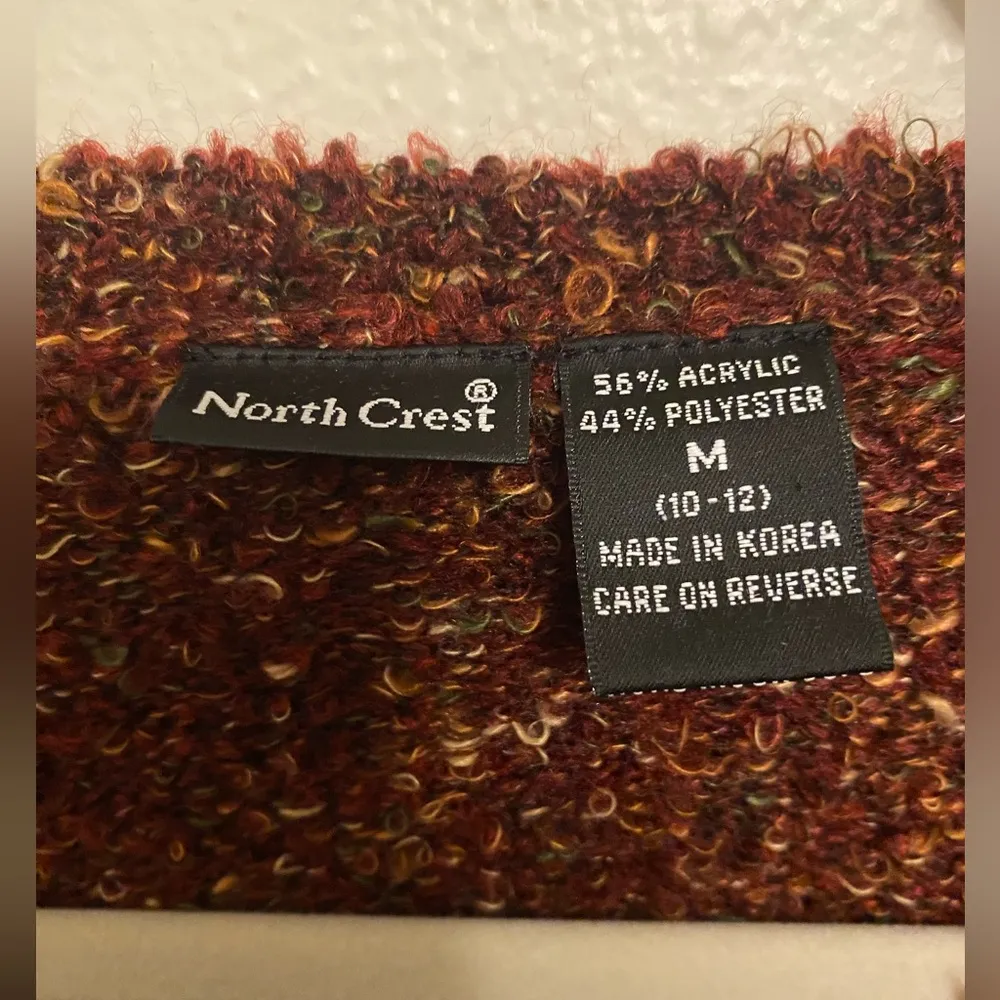 North Crest®
56% ACRYLIC
44% POLYESTER
M
(10-12)
MADE IN KOREA
CARE ON REVERSE